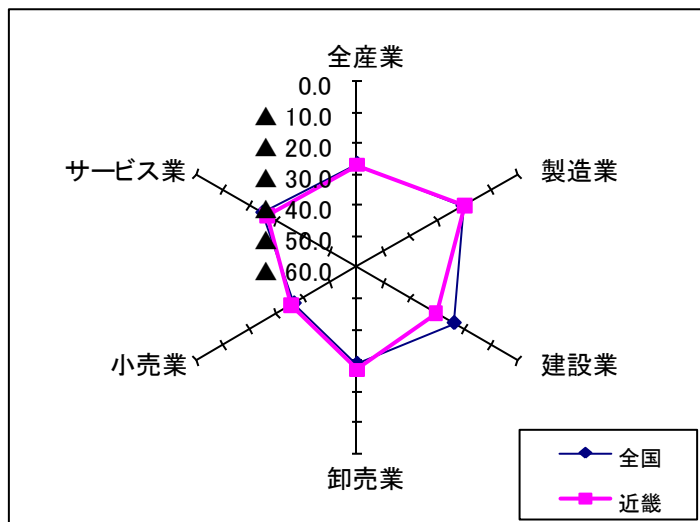 全産業
0.0
▲ 10.0
▲ 20.0
▲ 30.0
▲ 40.0
▲ 50.0
▲ 60.0
サービス業
製造業
小売業
建設業
卸売業
全国
近畿